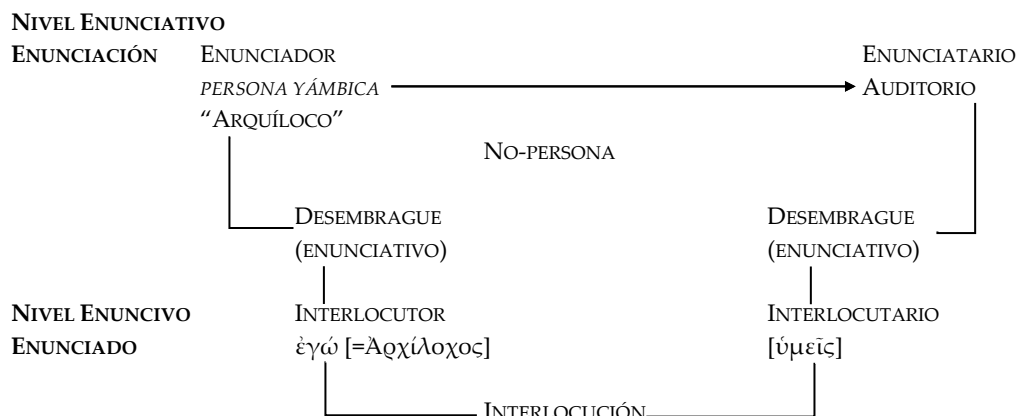 NIVEL ENUNCIATIVO
ENUNCIACIÓN ENUNCIADOR ENUNCIATARIO
PERSONA YÁMBICA AUDITORIO
“ARQUÍLOCO”
NO-PERSONA
DESEMBRAGUE DESEMBRAGUE
(ENUNCIATIVO) (ENUNCIATIVO)
NIVEL ENUNCIVO INTERLOCUTOR INTERLOCUTARIO
ENUNCIADO ἐγώ [=Ἀρχίλοχος] [ὑμεῖς]
INTERLOCUCIÓN